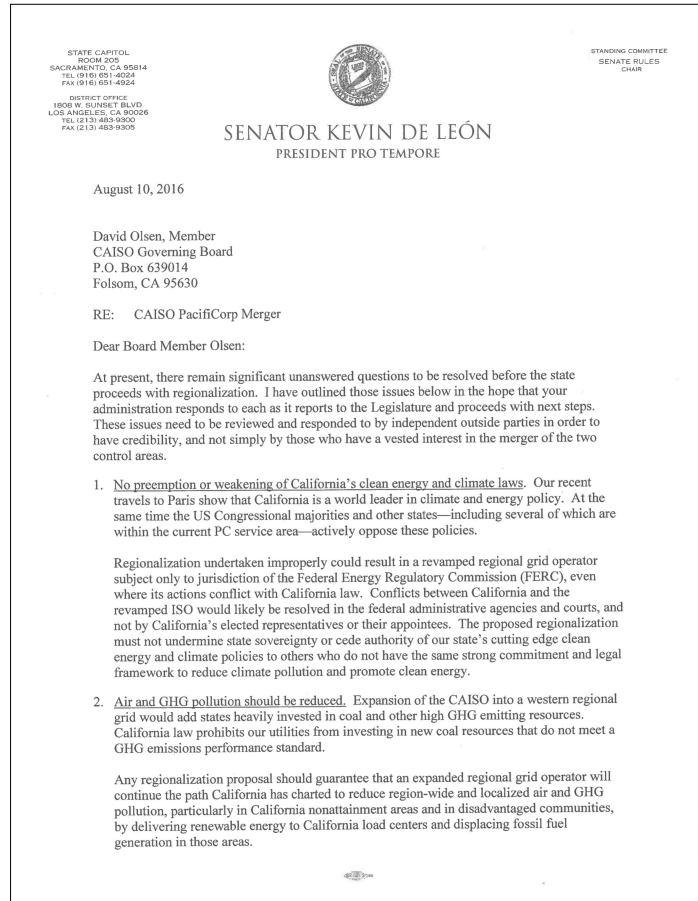 STATE CAPITOL
ROOM 205
SACRAMENTO, CA 95814
TEL (916) 651-4024
FAX (916) 651-4924
DISTRICT OFFICE
1808 W. SUNSET BLVD.
LOS ANGELES, CA 90026
TEL (213) 483-9300
FAX (213) 483-9305
STANDING COMMITTEE
SENATE RULES
CHAIR
SENATOR KEVIN DE LEÓN
PRESIDENT PRO TEMPORE
August 10, 2016
David Olsen, Member
CAISO Governing Board
P.O. Box 639014
Folsom, CA 95630
RE: CAISO PacifiCorp Merger
Dear Board Member Olsen:
At present, there remain significant unanswered questions to be resolved before the state
proceeds with regionalization. I have outlined those issues below in the hope that your
administration responds to each as it reports to the Legislature and proceeds with next steps.
These issues need to be reviewed and responded to by independent outside parties in order to
have credibility, and not simply by those who have a vested interest in the merger of the two
control areas.
1. No preemption or weakening of California's clean energy and climate laws. Our recent
travels to Paris show that California is a world leader in climate and energy policy. At the
same time the US Congressional majorities and other states—including several of which are
within the current PC service area—actively oppose these policies.
Regionalization undertaken improperly could result in a revamped regional grid operator
subject only to jurisdiction of the Federal Energy Regulatory Commission (FERC), even
where its actions conflict with California law. Conflicts between California and the
revamped ISO would likely be resolved in the federal administrative agencies and courts, and
not by California's elected representatives or their appointees. The proposed regionalization
must not undermine state sovereignty or cede authority of our state's cutting edge clean
energy and climate policies to others who do not have the same strong commitment and legal
framework to reduce climate pollution and promote clean energy.
2. Air and GHG pollution should be reduced. Expansion of the CAISO into a western regional
grid would add states heavily invested in coal and other high GHG emitting resources.
California law prohibits our utilities from investing in new coal resources that do not meet a
GHG emissions performance standard.
Any regionalization proposal should guarantee that an expanded regional grid operator will
continue the path California has charted to reduce region-wide and localized air and GHG
pollution, particularly in California nonattainment areas and in disadvantaged communities,
by delivering renewable energy to California load centers and displacing fossil fuel
generation in those areas.